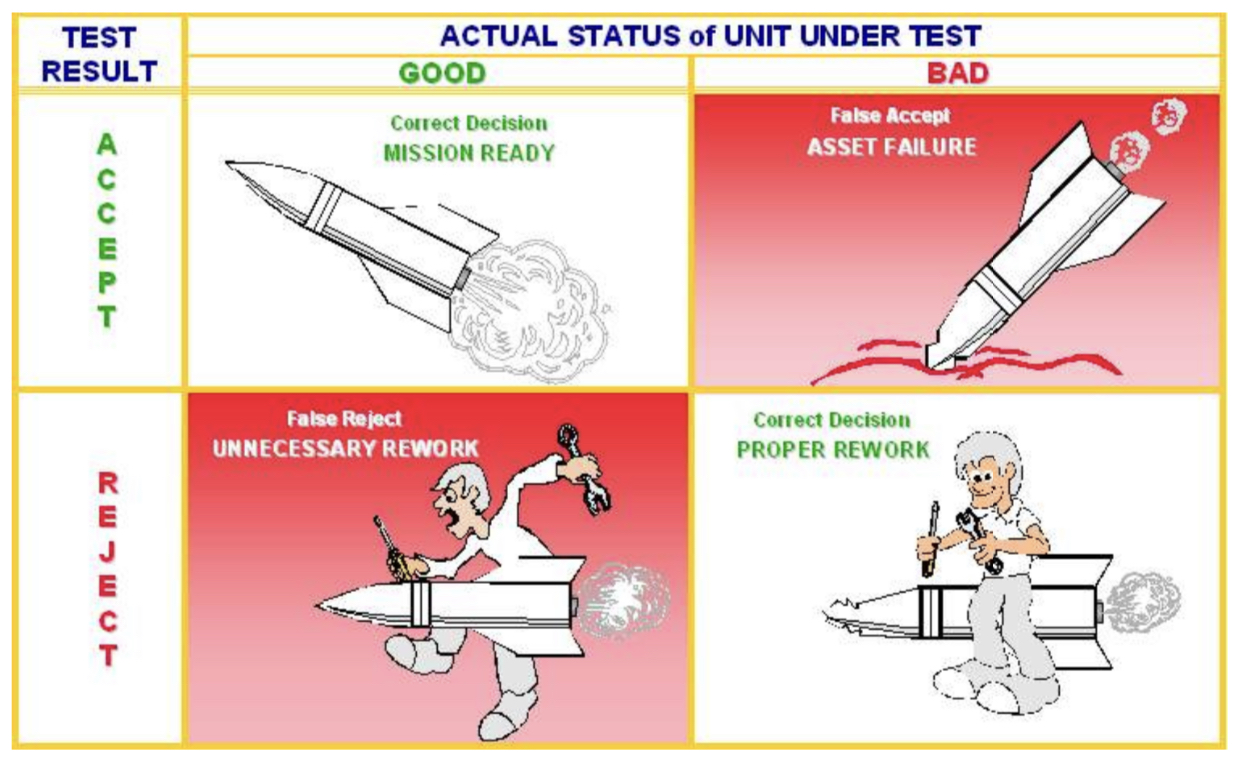 TEST
RESULT
ACTUAL STATUS of UNIT UNDER TEST
GOOD
BAD
A
C
C
E
P
T
Correct Decision
MISSION READY
False Accept
ASSET FAILURE
R
E
J
E
C
T
False Reject
UNNECESSARY REWORK
Correct Decision
PROPER REWORK